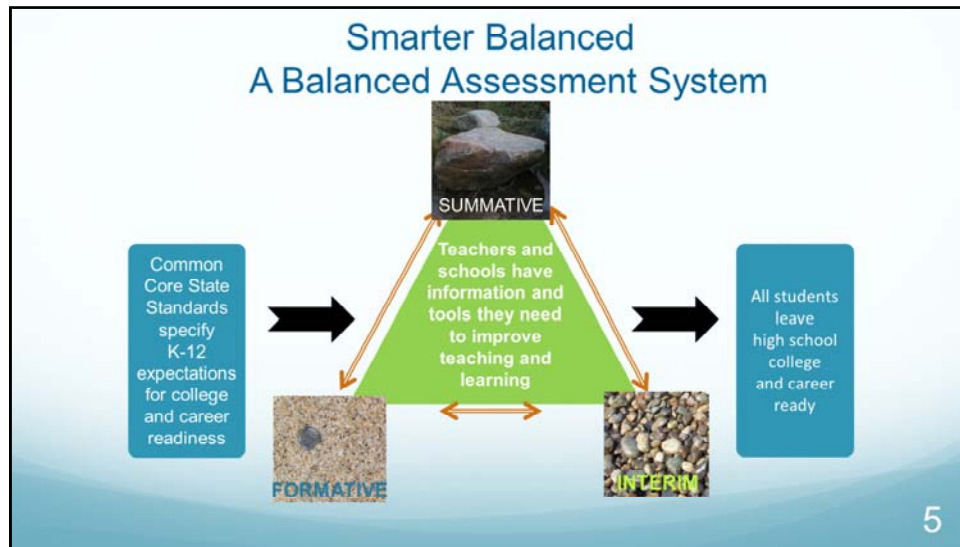 Smarter Balanced
A Balanced Assessment System
SUMMATIVE
Common
Core State
Standards
specify
K-12
expectations
for college
and career
readiness
Teachers and
schools have
information and
tools they need
to improve
teaching and
learning
All students
leave
high school
college
and career
ready
FORMATIVE
INTERIM
5